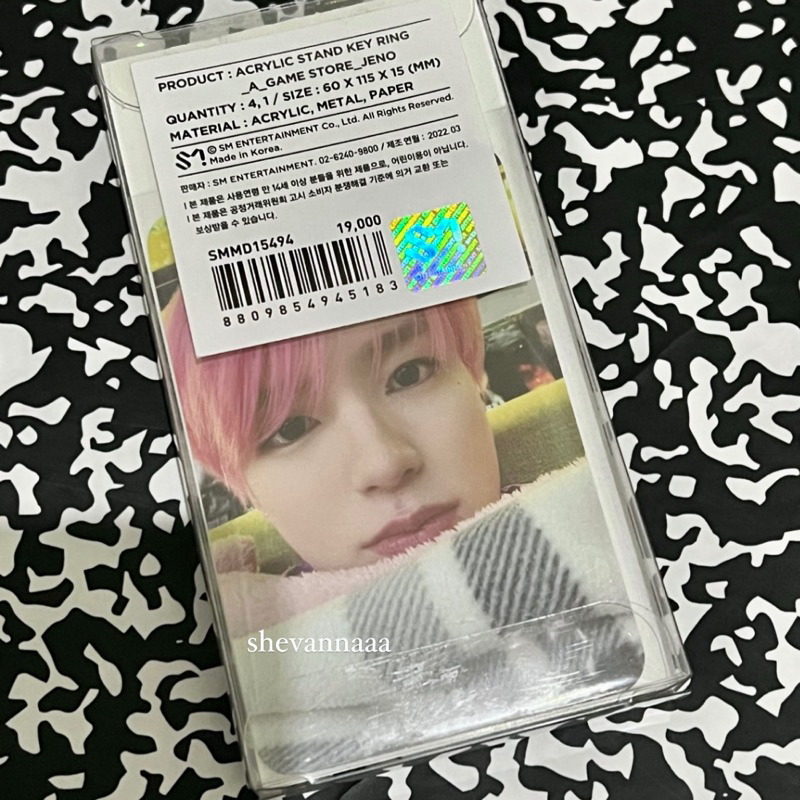 PRODUCT : ACRYLIC STAND KEY RING
_A_GAME STORE_JENO
QUANTITY : 4,1 / SIZE : 60 X 115 X 15 (MM)
MATERIAL : ACRYLIC, METAL, PAPER
SM © SM ENTERTAINMENT Co., Ltd. All Rights Reserved.
Made in Korea.
판매자 : SM ENTERTAINMENT. 02-6240-9800 / 제조 연월 : 2022.03
I 본 제품은 사용연령 만 14세 이상 분들을 위한 제품으로, 어린이용이 아닙니다.
I 본 제품은 공정거래위원회 고시 소비자 분쟁해결 기준에 의거 교환 또는
보상받을 수 있습니다.
SMMD15494 19,000
8809854945183
shevannaaa